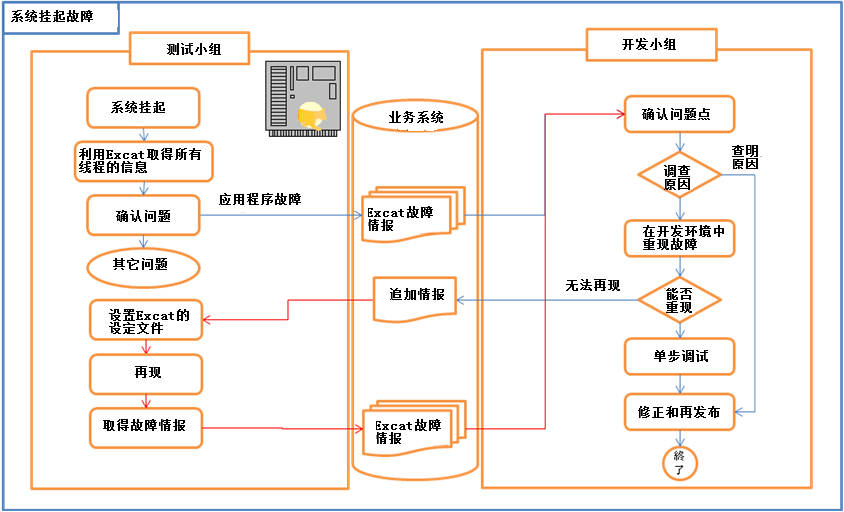 系统挂起故障
测试小组
系统挂起
利用Excat取得所有
线程的信息
确认问题
应用程序故障
其它问题
设置Excat的
设定文件
再现
取得故障情报
业务系统
Excat故障
情报
追加情报
无法再现
Excat故障
情报
开发小组
确认问题点
调查
原因
查明
原因
在开发环境中
重现故障
能否
重现
单步调试
修正和再发布
終
了